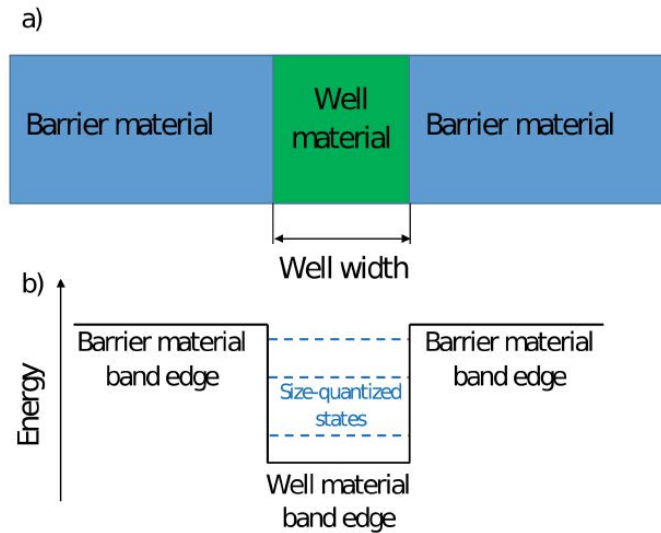 a)
Barrier material
Well
material
Barrier material
Well width
b)
Energy
Barrier material
band edge
Size-quantized
states
Barrier material
band edge
Well material
band edge